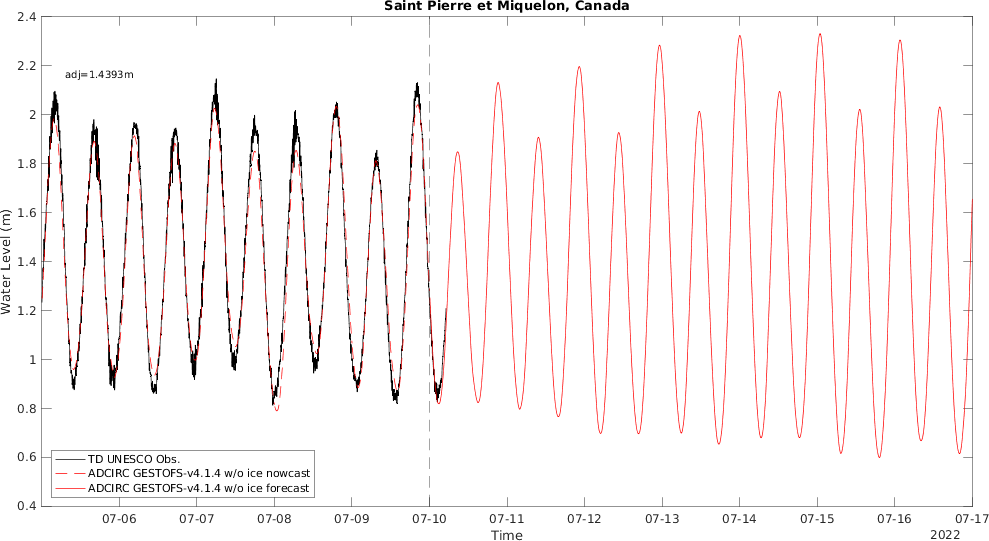 Saint Pierre et Miquelon, Canada
adj=1.4393m
Water Level (m)
2.4
2.2
2
1.8
1.6
1.4
1.2
1
0.8
0.6
0.4
TD UNESCO Obs.
ADCIRC GESTOFS-v4.1.4 w/o ice nowcast
ADCIRC GESTOFS-v4.1.4 w/o ice forecast
07-06 07-07 07-08 07-09 07-10 07-11 07-12 07-13 07-14 07-15 07-16 07-17
Time
2022